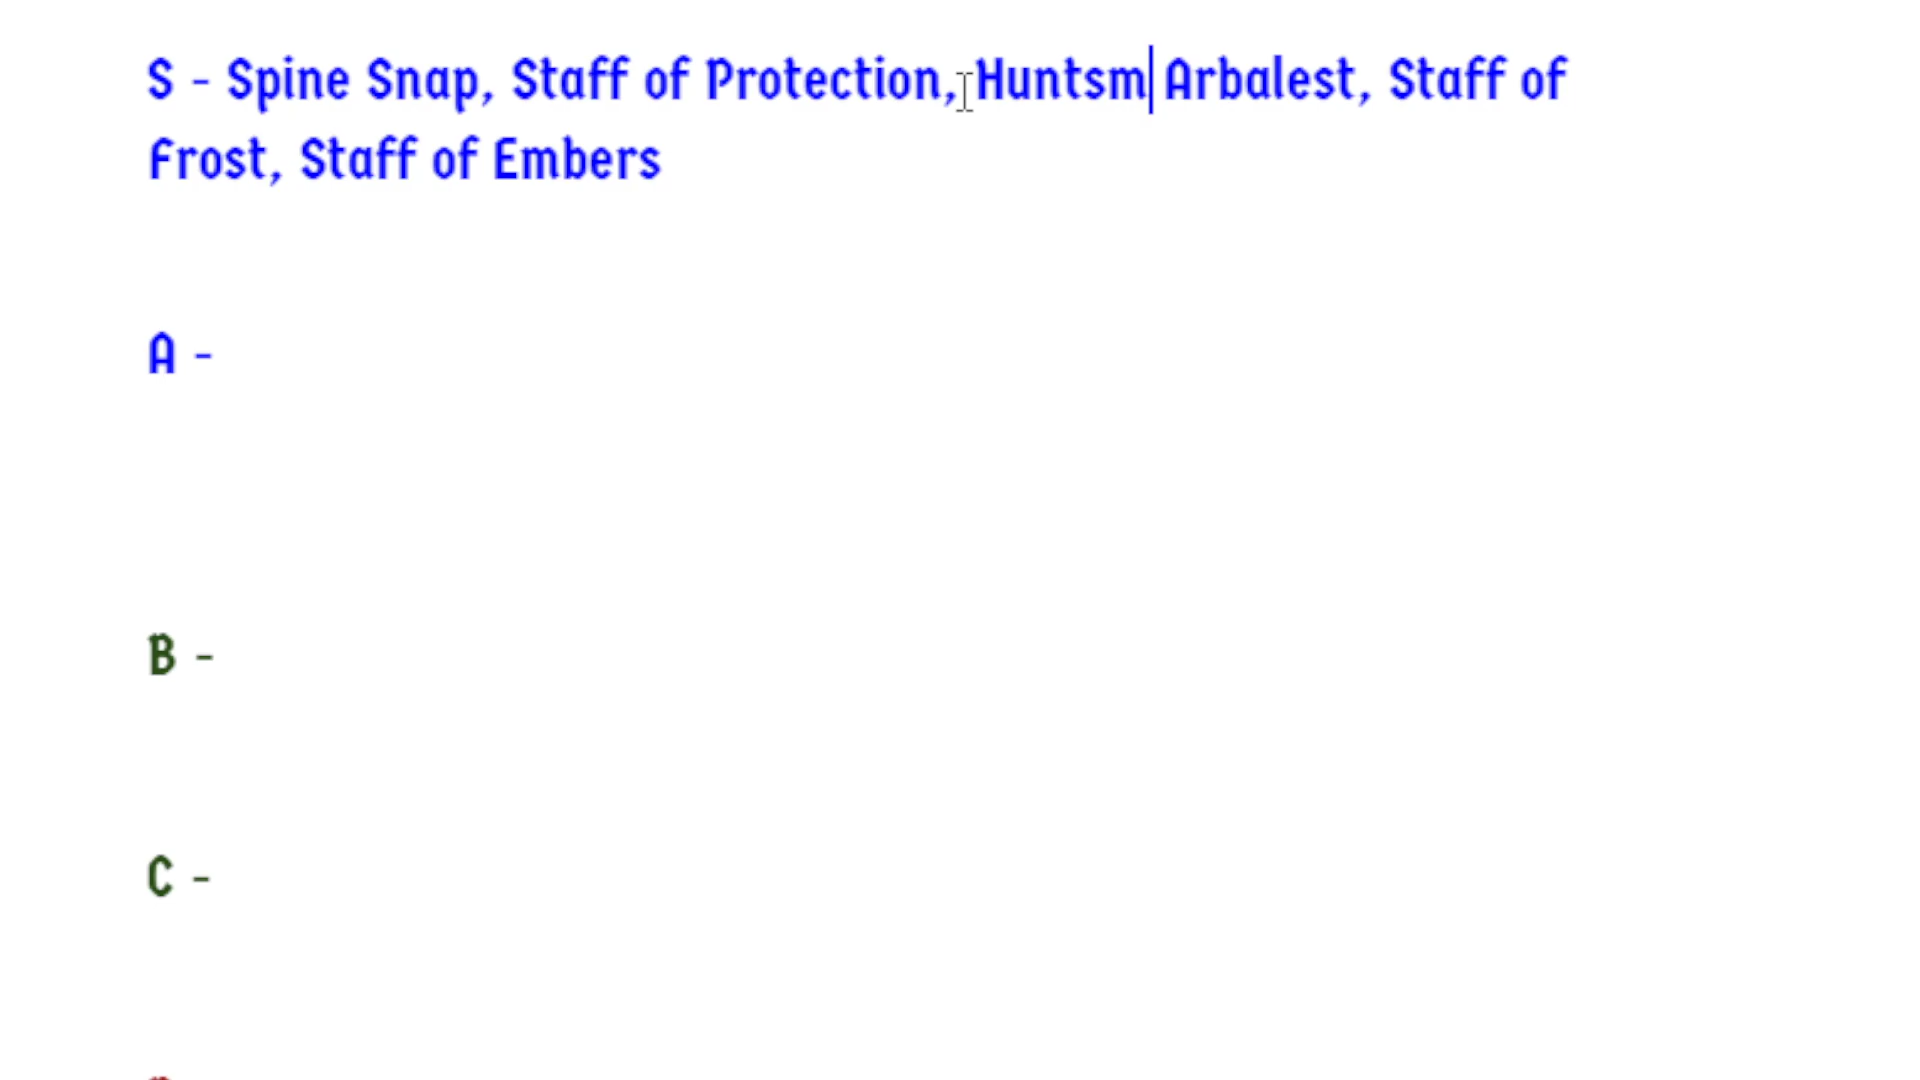 S - Spine Snap, Staff of Protection, Huntsm Arbalest, Staff of
Frost, Staff of Embers
A -
B -
C -